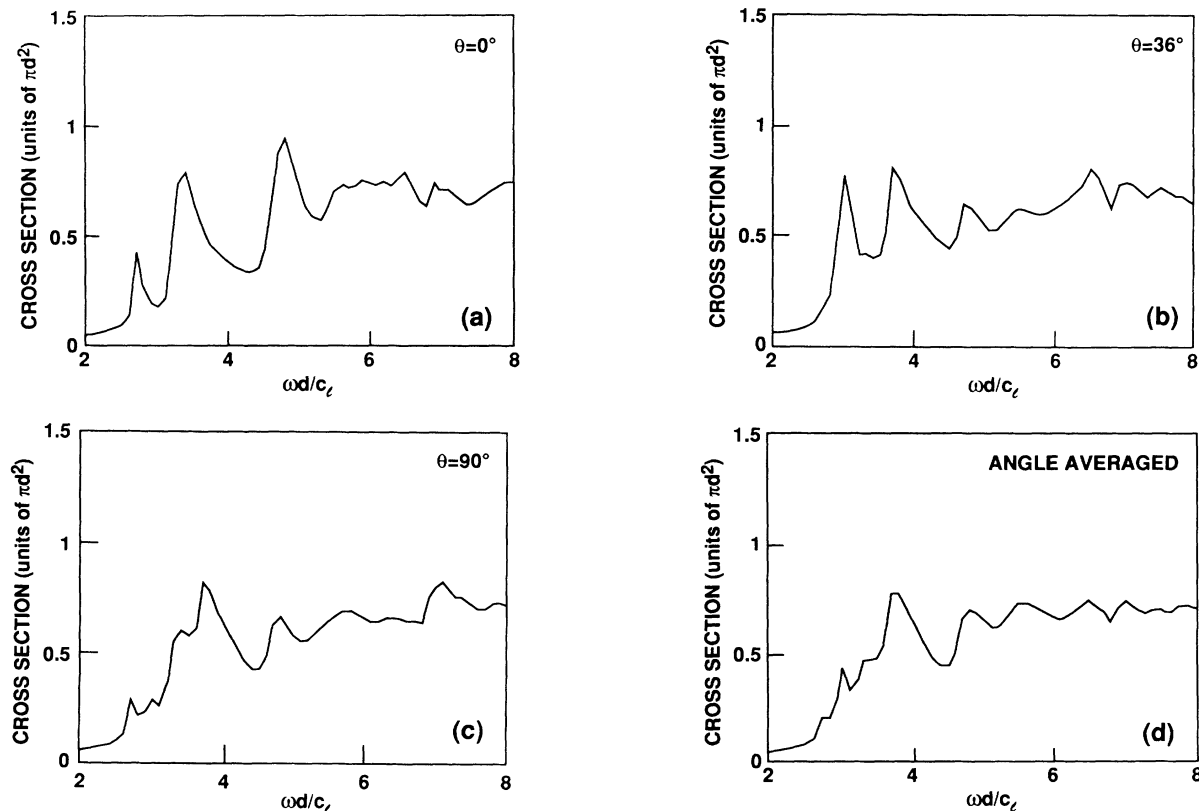 1.5
θ=0°
1
CROSS SECTION (units of πd²)
0.5
(a)
0
2 4 6 8
ωd/cℓ
1.5
θ=36°
1
CROSS SECTION (units of πd²)
0.5
(b)
0
2 4 6 8
ωd/cℓ
1.5
θ=90°
1
CROSS SECTION (units of πd²)
0.5
(c)
0
2 4 6 8
ωd/cℓ
1.5
ANGLE AVERAGED
1
CROSS SECTION (units of πd²)
0.5
(d)
0
2 4 6 8
ωd/cℓ